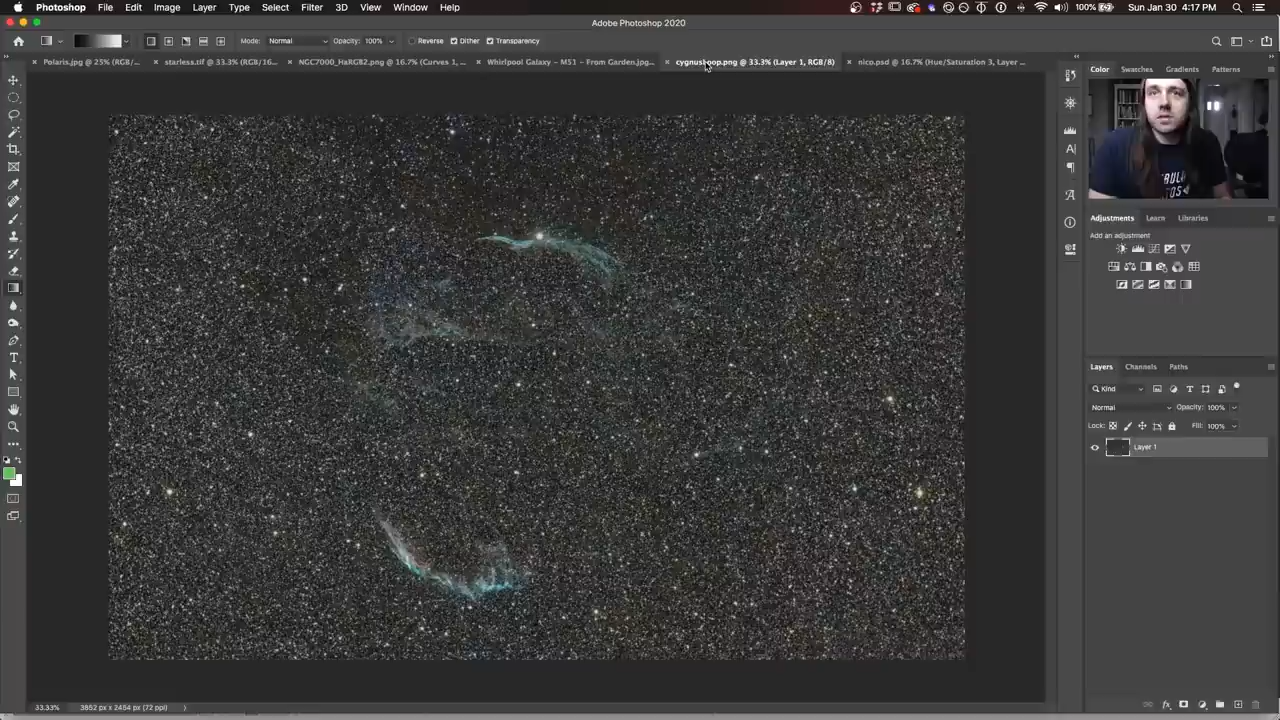 Photoshop File Edit Image Layer Type Select Filter 3D View Window Help 100% Sun Jan 30 4:17 PM
Adobe Photoshop 2020
Mode: Normal Opacity: 100% Reverse Dither Transparency
Polaris.jpg @ 25% (RGB/... starless.tif @ 33.3% (RGB/16... NGC7000_HaRGB2.png @ 16.7% (Curves 1, ... Whirlpool Galaxy - M51 - From Garden.jpg... cygnusloop.png @ 33.3% (Layer 1, RGB/8) nico.psd @ 16.7% (Hue/Saturation 3, Layer ...
Color Swatches Gradients Patterns
Adjustments Learn Libraries
Add an adjustment
Layers Channels Paths
Kind
Normal Opacity: 100%
Lock: Fill: 100%
Layer 1
33.33% 3852 px x 2454 px (72 ppi)